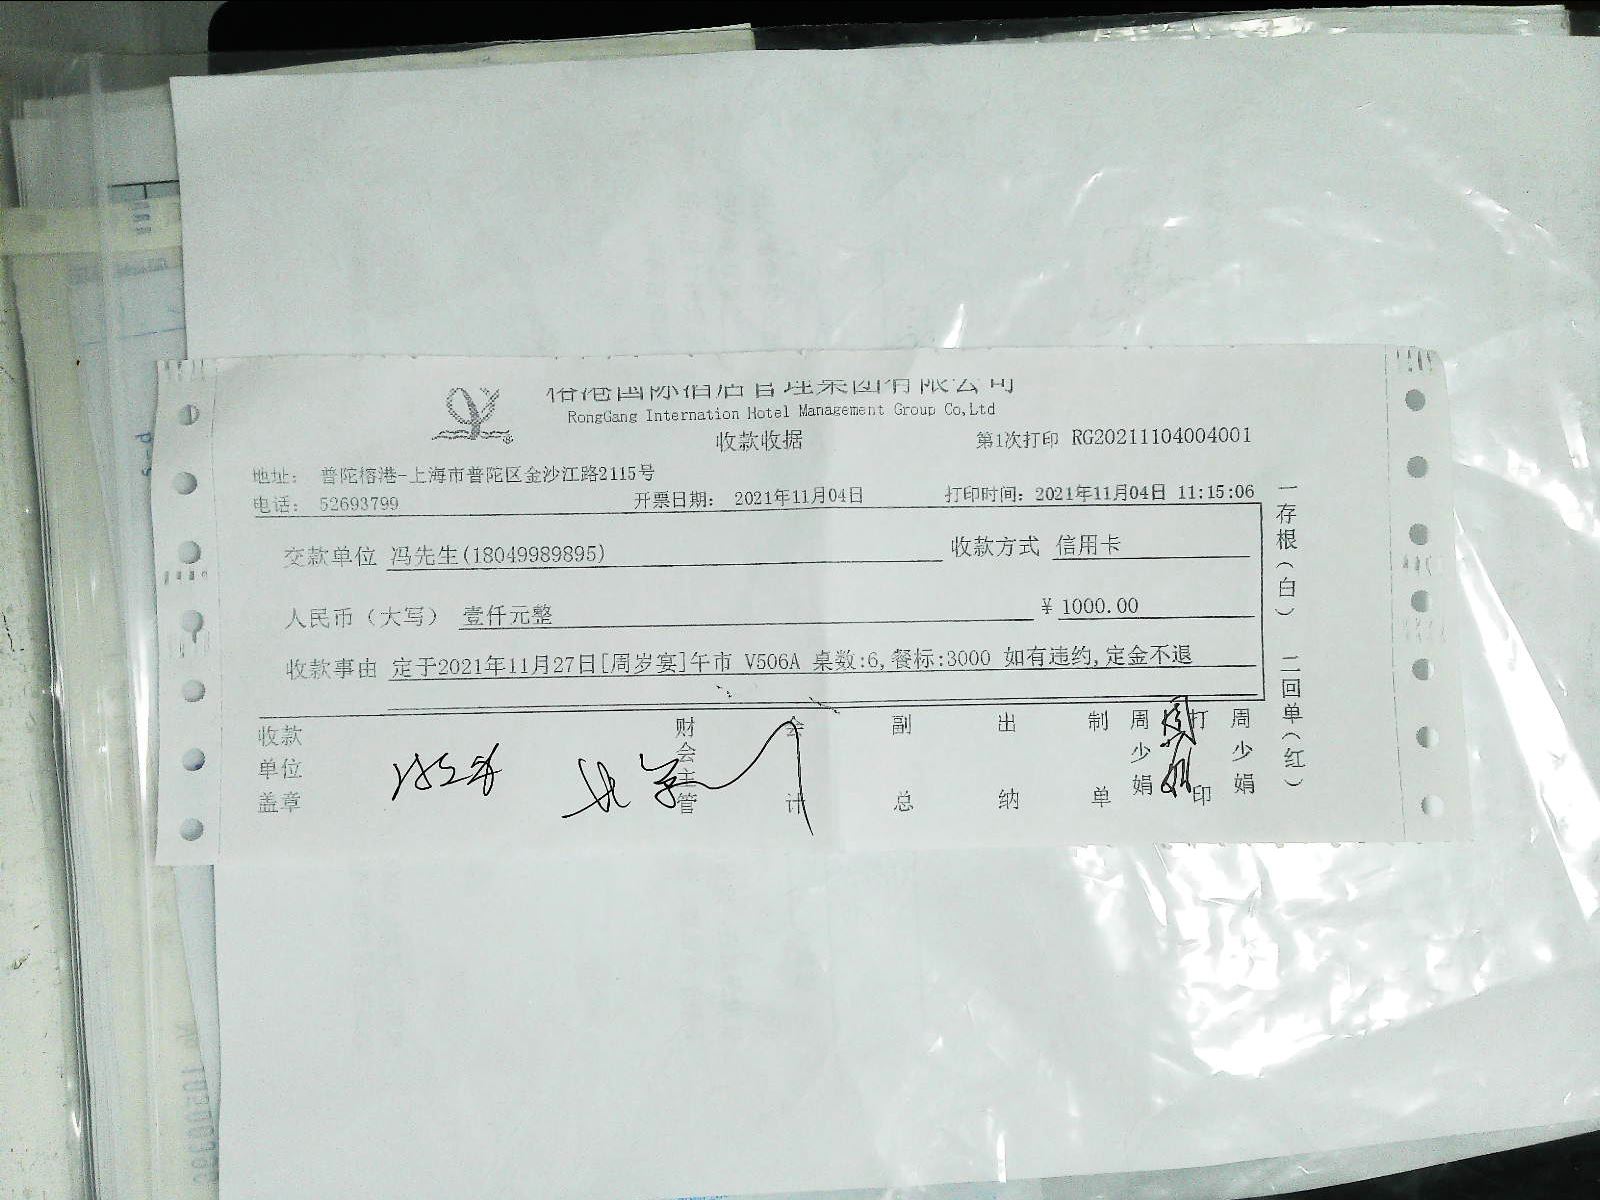 榕港国际酒店管理集团有限公司
RongGang Internation Hotel Management Group Co,Ltd
收款收据
第1次打印 RG20211104004001
地址： 普陀榕港-上海市普陀区金沙江路2115号
电话： 52693799 开票日期： 2021年11月04日 打印时间：2021年11月04日 11:15:06
交款单位 冯先生(18049989895) 收款方式 信用卡
人民币（大写） 壹仟元整 ¥ 1000.00
收款事由 定于2021年11月27日[周岁宴]午市 V506A 桌数:6,餐标:3000 如有违约,定金不退
收款单位盖章
财会主管
会计
副总
出纳
制单 周少娟
打印 周少娟
一存根（白）
二回单（红）